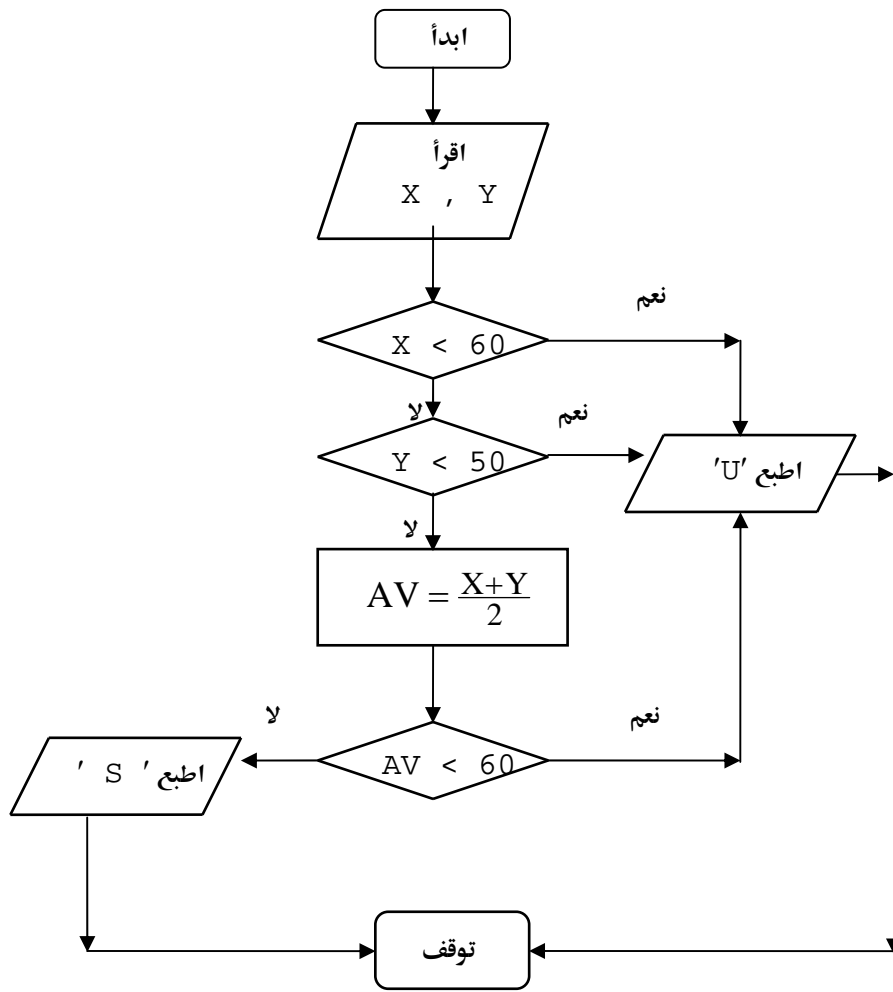 ابدأ
اقرأ
X , Y
نعم
X < 60
لا
نعم
Y < 50
اطبع 'U'
لا
AV = X+Y
2
لا
نعم
اطبع ' S '
AV < 60
توقف